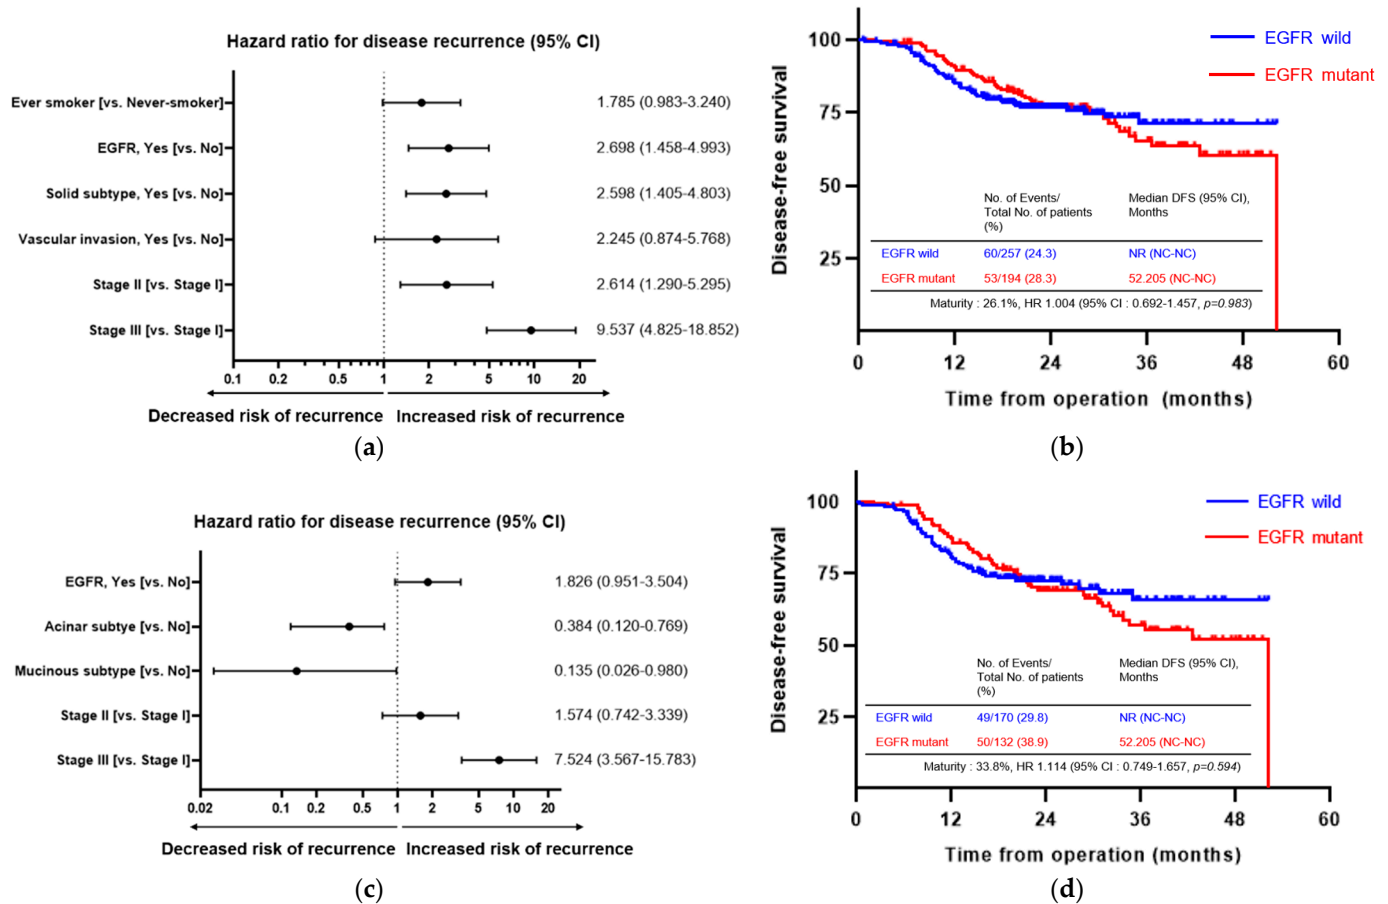 Hazard ratio for disease recurrence (95% CI)
Ever smoker [vs. Never-smoker] 1.785 (0.983-3.240)
EGFR, Yes [vs. No] 2.698 (1.458-4.993)
Solid subtype, Yes [vs. No] 2.598 (1.405-4.803)
Vascular invasion, Yes [vs. No] 2.245 (0.874-5.768)
Stage II [vs. Stage I] 2.614 (1.290-5.295)
Stage III [vs. Stage I] 9.537 (4.825-18.852)
0.1 0.2 0.5 1 2 5 10 20
Decreased risk of recurrence Increased risk of recurrence
(a)
Disease-free survival
100
75
50
25
EGFR wild
EGFR mutant
No. of Events/ Median DFS (95% CI),
Total No. of patients Months
(%)
EGFR wild 60/257 (24.3) NR (NC-NC)
EGFR mutant 53/194 (28.3) 52.205 (NC-NC)
Maturity : 26.1%, HR 1.004 (95% CI : 0.692-1.457, p=0.983)
0 12 24 36 48 60
Time from operation (months)
(b)
Hazard ratio for disease recurrence (95% CI)
EGFR, Yes [vs. No] 1.826 (0.951-3.504)
Acinar subtye [vs. No] 0.384 (0.120-0.769)
Mucinous subtype [vs. No] 0.135 (0.026-0.980)
Stage II [vs. Stage I] 1.574 (0.742-3.339)
Stage III [vs. Stage I] 7.524 (3.567-15.783)
0.02 0.1 0.2 1 2 5 10 20
Decreased risk of recurrence Increased risk of recurrence
(c)
Disease-free survival
100
75
50
25
EGFR wild
EGFR mutant
No. of Events/ Median DFS (95% CI),
Total No. of patients Months
(%)
EGFR wild 49/170 (29.8) NR (NC-NC)
EGFR mutant 50/132 (38.9) 52.205 (NC-NC)
Maturity : 33.8%, HR 1.114 (95% CI : 0.749-1.657, p=0.594)
0 12 24 36 48 60
Time from operation (months)
(d)